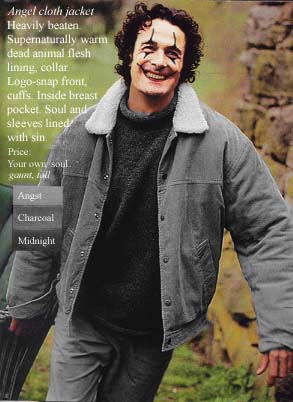 Angel cloth jacket
Heavily beaten.
Supernaturally warm
dead animal flesh
lining, collar.
Logo-snap front,
cuffs. Inside breast
pocket. Soul and
sleeves lined
with sin.
Price:
Your own soul.
gaunt, tall
Angst
Charcoal
Midnight